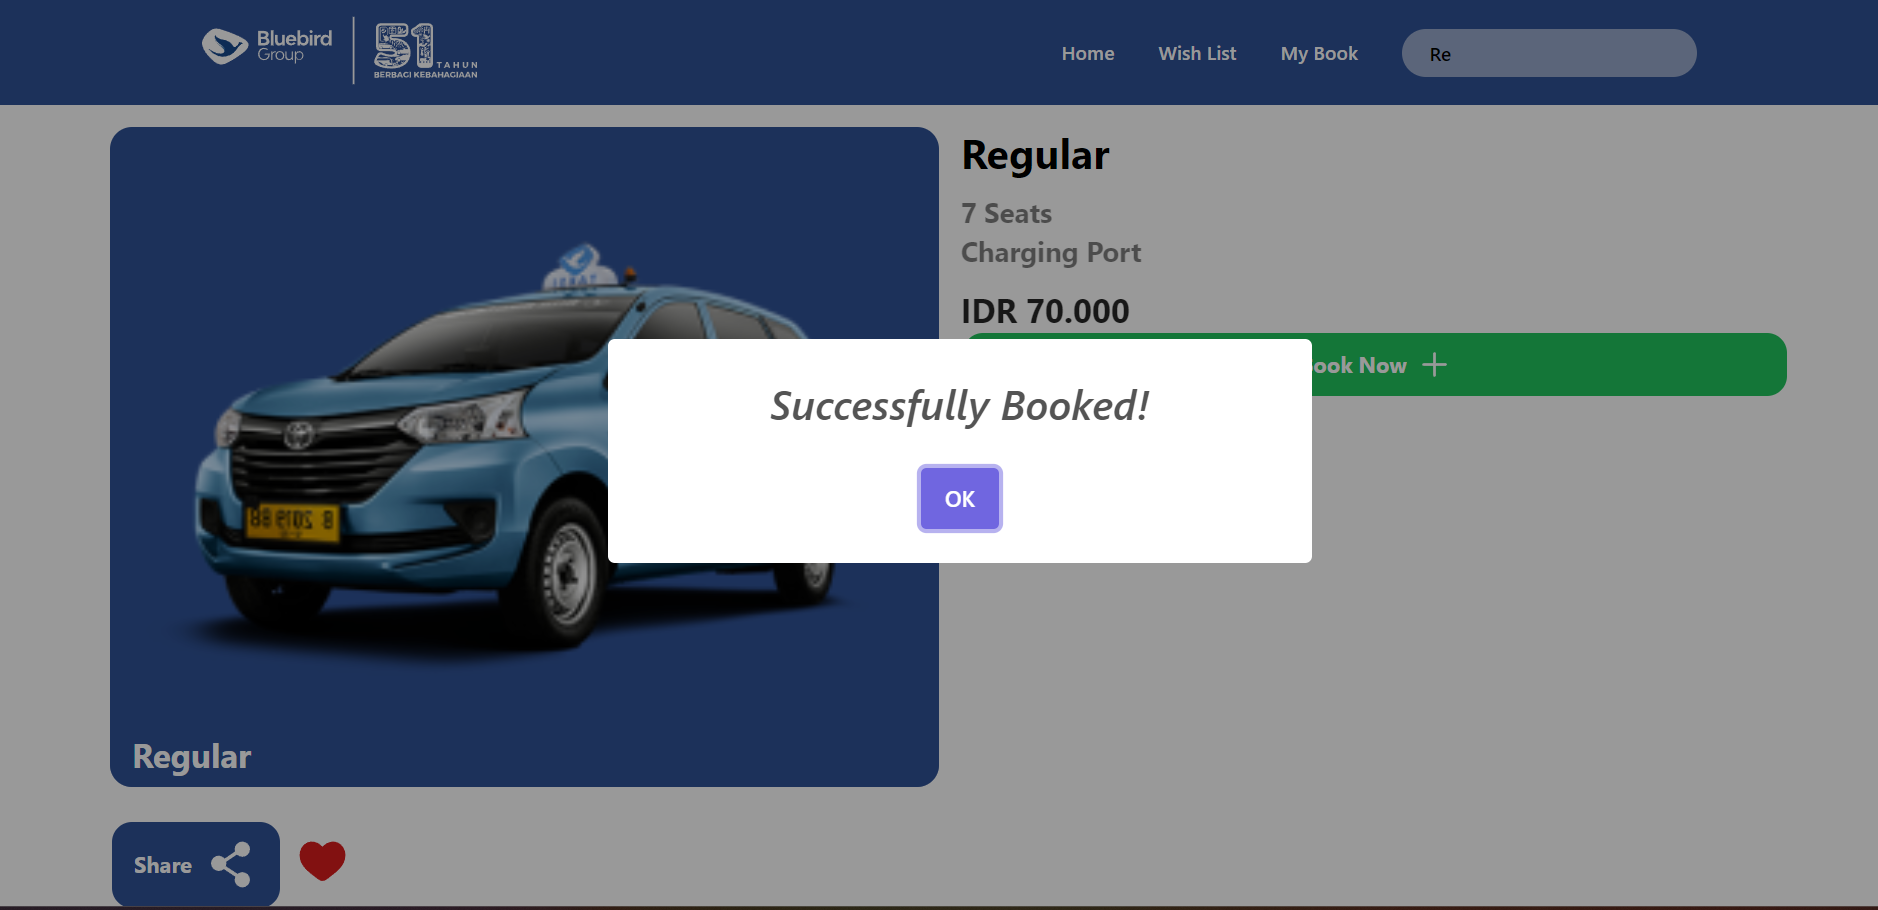 Bluebird
Group
51
TAHUN
BERBAGI KEBAHAGIAAN
Home
Wish List
My Book
Re
Regular
7 Seats
Charging Port
IDR 70.000
ook Now
Successfully Booked!
OK
Regular
Share